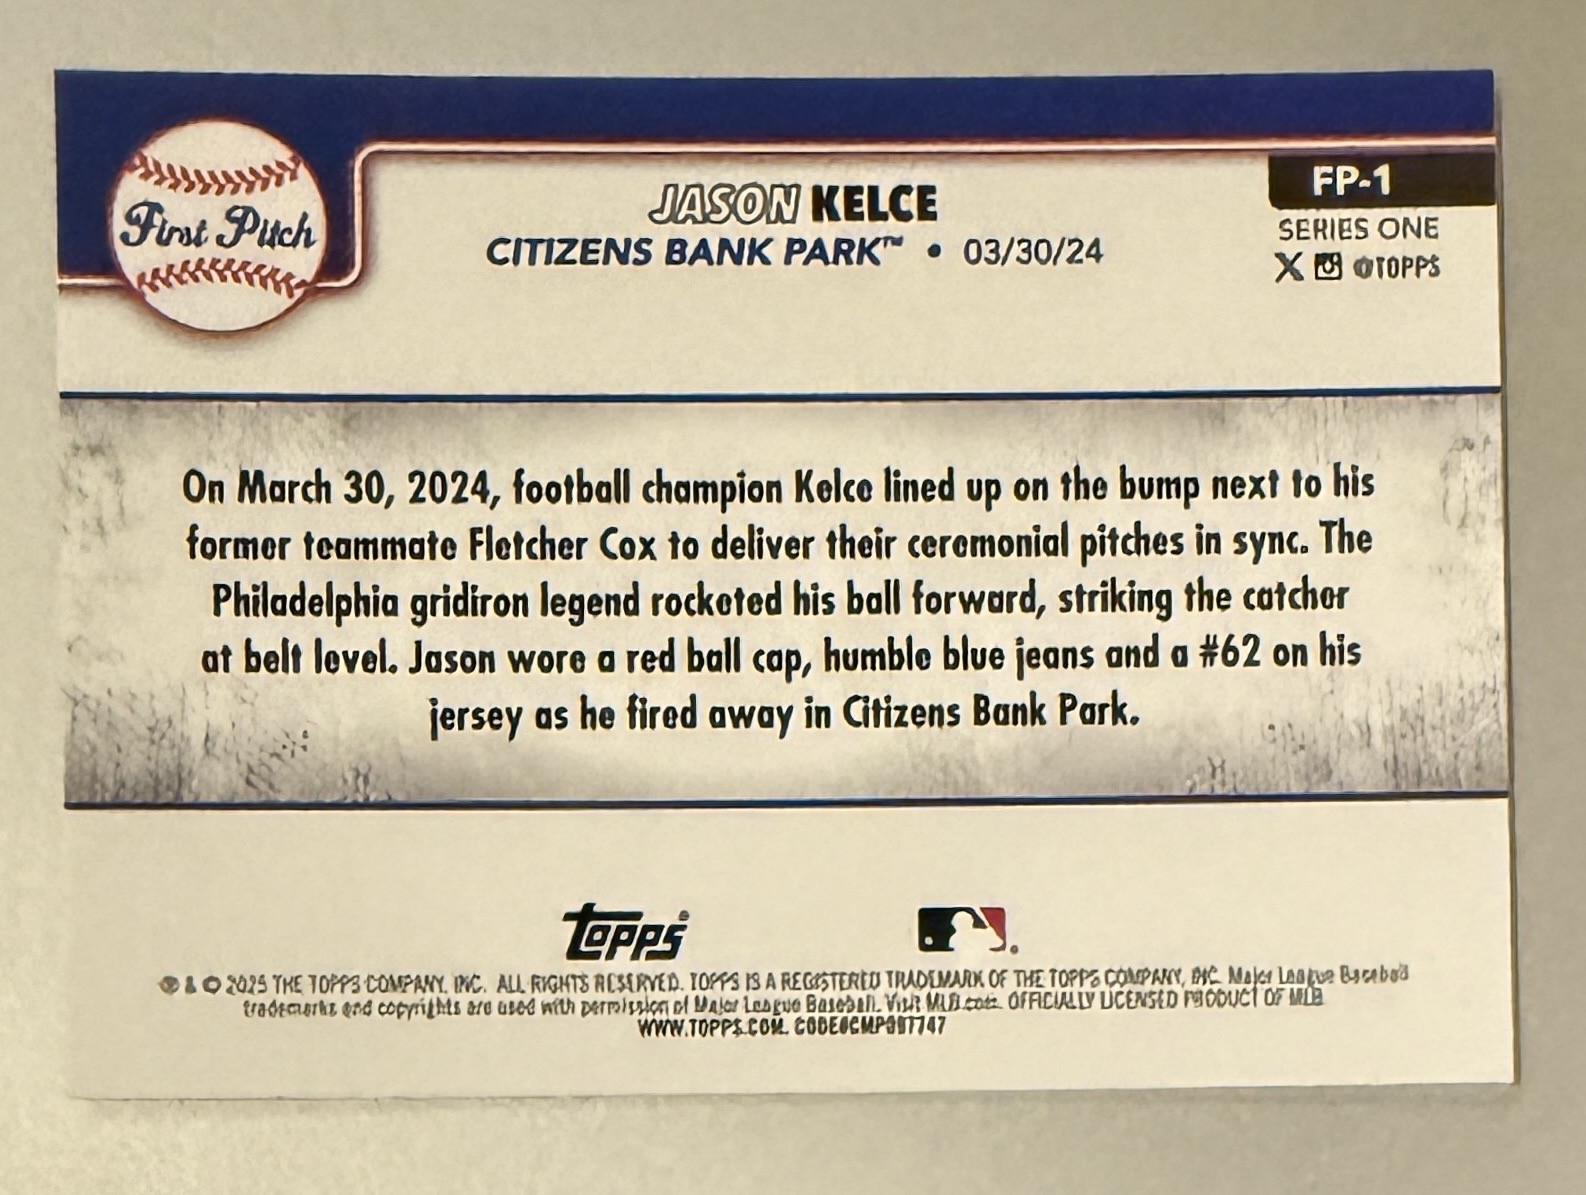 First Pitch
JASON KELCE
CITIZENS BANK PARK™ • 03/30/24
FP-1
SERIES ONE
X @TOPPS
On March 30, 2024, football champion Kelce lined up on the bump next to his
former teammate Fletcher Cox to deliver their ceremonial pitches in sync. The
Philadelphia gridiron legend rocketed his ball forward, striking the catcher
at belt level. Jason wore a red ball cap, humble blue jeans and a #62 on his
jersey as he fired away in Citizens Bank Park.
Topps®
® & © 2025 THE TOPPS COMPANY, INC. ALL RIGHTS RESERVED. TOPPS IS A REGISTERED TRADEMARK OF THE TOPPS COMPANY, INC. Major League Baseball
trademarks and copyrights are used with permission of Major League Baseball. Visit MLB.com. OFFICIALLY LICENSED PRODUCT OF MLB
WWW.TOPPS.COM.